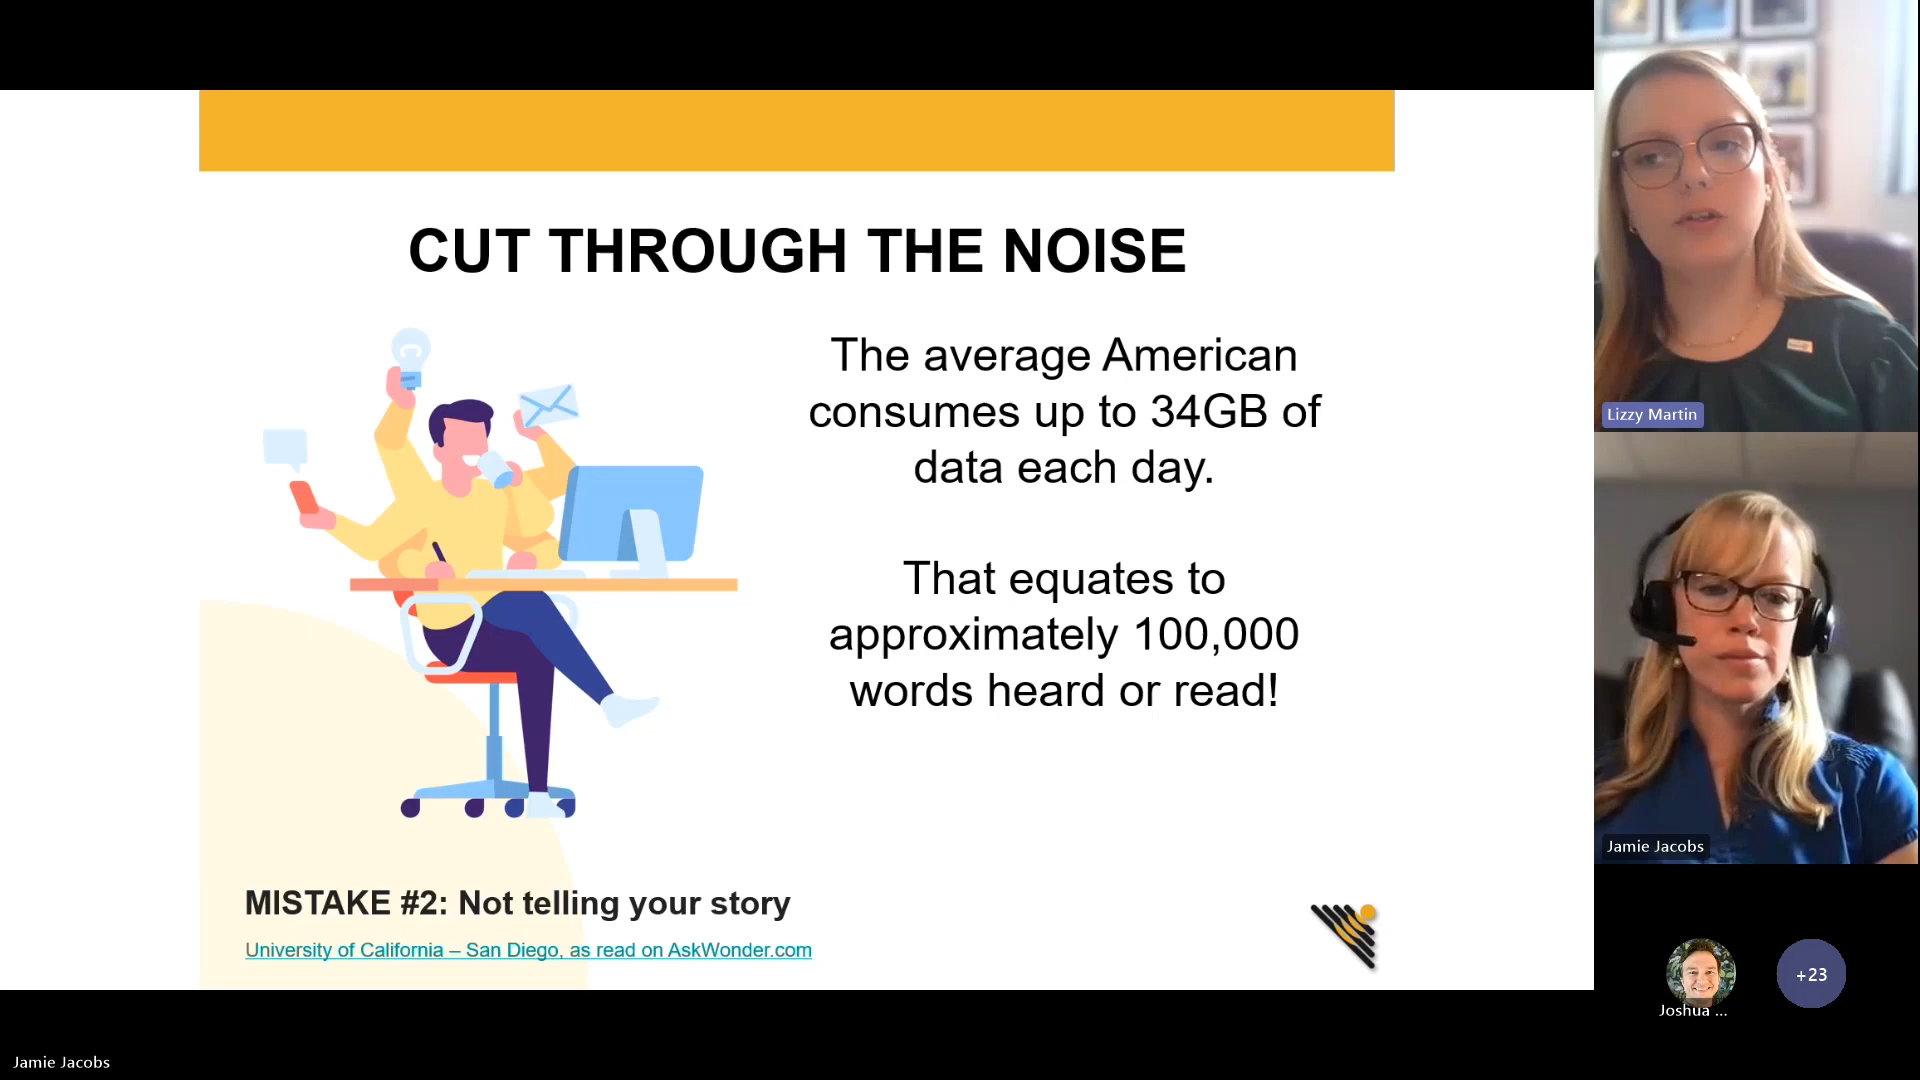 CUT THROUGH THE NOISE
The average American
consumes up to 34GB of
data each day.
That equates to
approximately 100,000
words heard or read!
MISTAKE #2: Not telling your story
University of California – San Diego, as read on AskWonder.com
Lizzy Martin
Jamie Jacobs
+23
Joshua ...
Jamie Jacobs